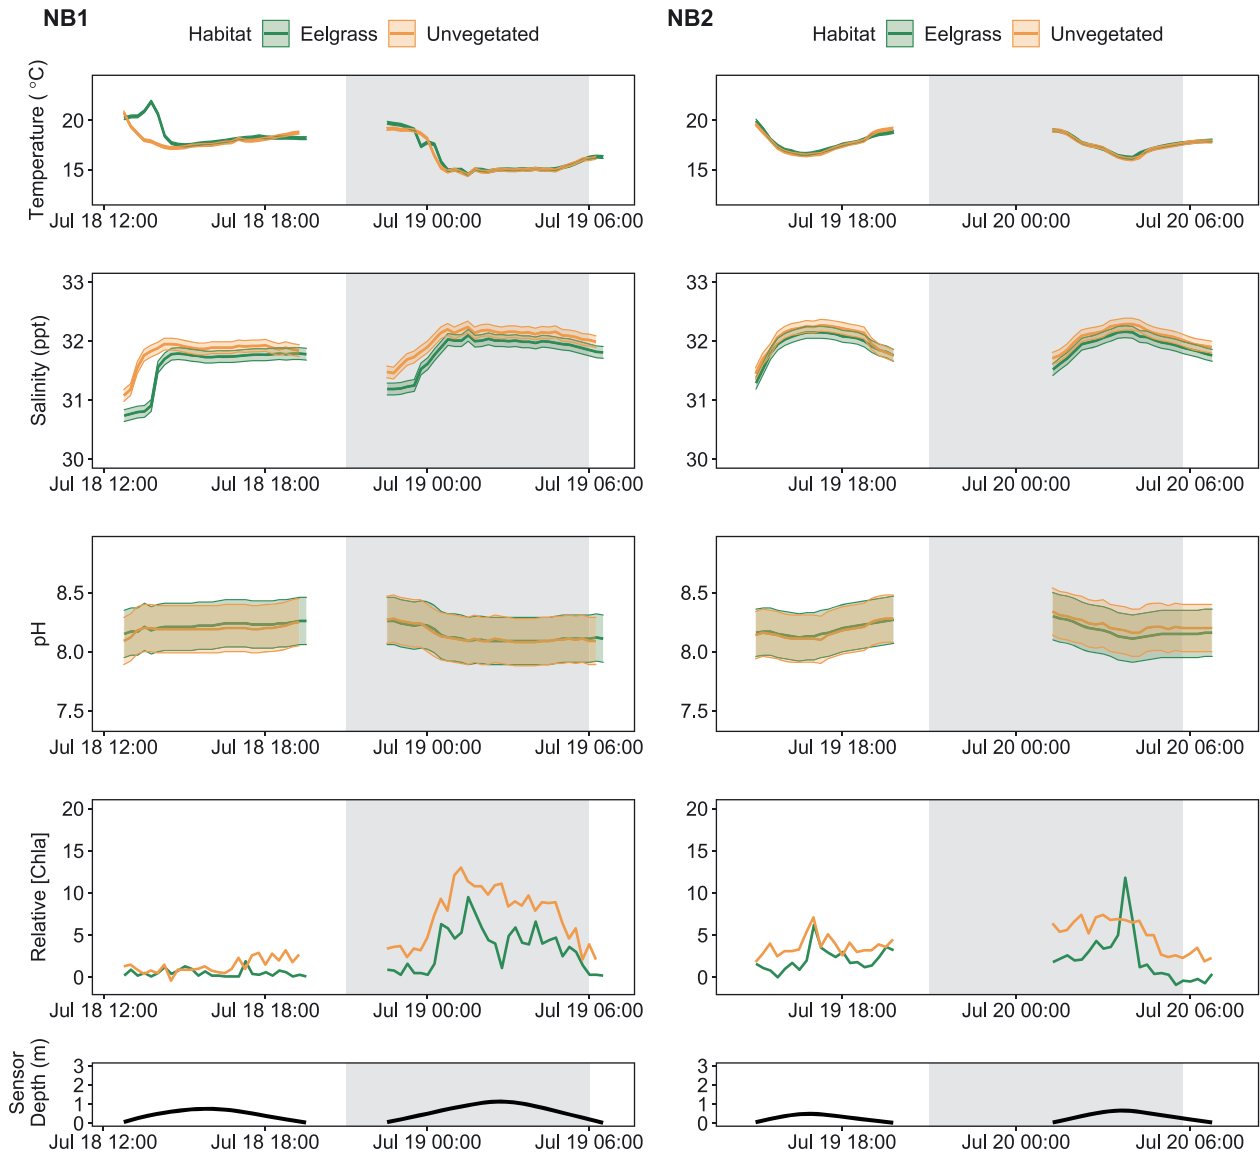 NB1
Habitat Eelgrass Unvegetated
NB2
Habitat Eelgrass Unvegetated
Temperature ( °C)
20
15
Jul 18 12:00 Jul 18 18:00 Jul 19 00:00 Jul 19 06:00
20
15
Jul 19 18:00 Jul 20 00:00 Jul 20 06:00
Salinity (ppt)
33
32
31
30
Jul 18 12:00 Jul 18 18:00 Jul 19 00:00 Jul 19 06:00
33
32
31
30
Jul 19 18:00 Jul 20 00:00 Jul 20 06:00
pH
8.5
8.0
7.5
Jul 18 12:00 Jul 18 18:00 Jul 19 00:00 Jul 19 06:00
8.5
8.0
7.5
Jul 19 18:00 Jul 20 00:00 Jul 20 06:00
Relative [Chla]
20
15
10
5
0
Jul 18 12:00 Jul 18 18:00 Jul 19 00:00 Jul 19 06:00
20
15
10
5
0
Jul 19 18:00 Jul 20 00:00 Jul 20 06:00
Sensor
Depth (m)
3
2
1
0
Jul 18 12:00 Jul 18 18:00 Jul 19 00:00 Jul 19 06:00
3
2
1
0
Jul 19 18:00 Jul 20 00:00 Jul 20 06:00